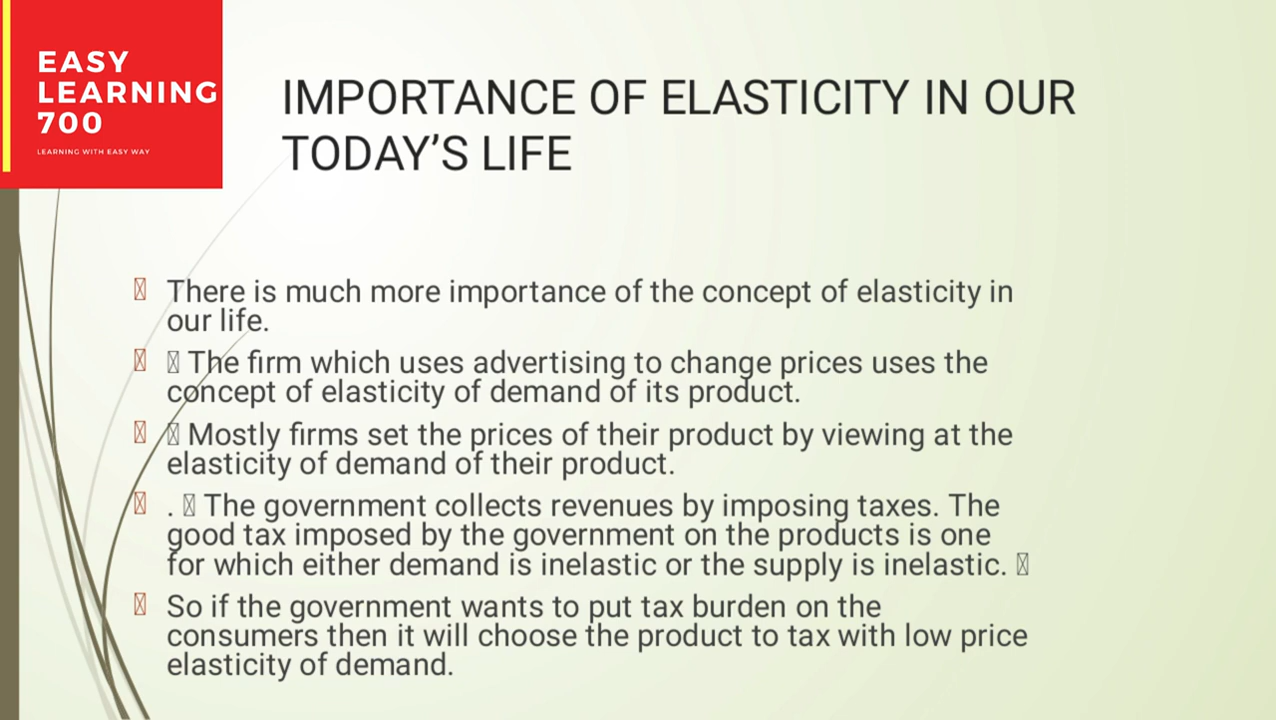 EASY
LEARNING
700
LEARNING WITH EASY WAY
IMPORTANCE OF ELASTICITY IN OUR
TODAY’S LIFE
There is much more importance of the concept of elasticity in
our life.
The firm which uses advertising to change prices uses the
concept of elasticity of demand of its product.
Mostly firms set the prices of their product by viewing at the
elasticity of demand of their product.
. The government collects revenues by imposing taxes. The
good tax imposed by the government on the products is one
for which either demand is inelastic or the supply is inelastic.
So if the government wants to put tax burden on the
consumers then it will choose the product to tax with low price
elasticity of demand.